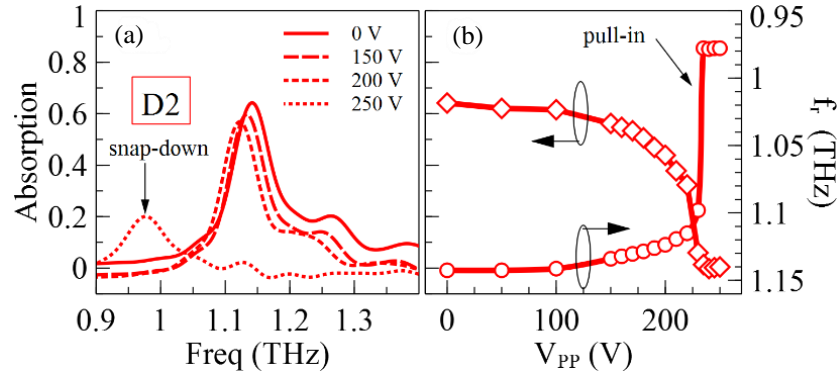 (a)
0 V
150 V
200 V
250 V
D2
snap-down
Absorption
1
0.8
0.6
0.4
0.2
0
0.9
1
1.1
1.2
1.3
Freq (THz)
(b)
pull-in
0
100
200
V_PP (V)
0.95
1
1.05
1.10
1.15
f_r (THz)